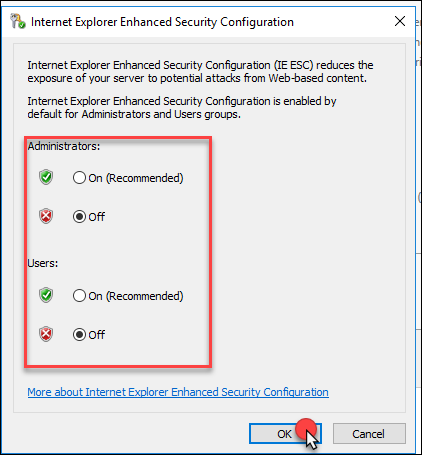 Internet Explorer Enhanced Security Configuration
Internet Explorer Enhanced Security Configuration (IE ESC) reduces the
exposure of your server to potential attacks from Web-based content.
Internet Explorer Enhanced Security Configuration is enabled by
default for Administrators and Users groups.
Administrators:
On (Recommended)
Off
Users:
On (Recommended)
Off
More about Internet Explorer Enhanced Security Configuration
OK
Cancel